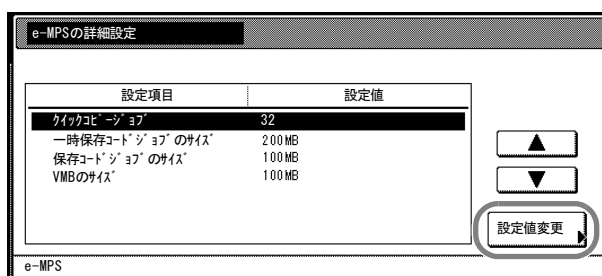 e-MPSの詳細設定
設定項目 設定値
ｸｲｯｸｺﾋﾟｰｼﾞｮﾌﾞ 32
一時保存ｺｰﾄﾞｼﾞｮﾌﾞのｻｲｽﾞ 200MB
保存ｺｰﾄﾞｼﾞｮﾌﾞのｻｲｽﾞ 100MB
VMBのｻｲｽﾞ 100MB
設定値変更
e-MPS